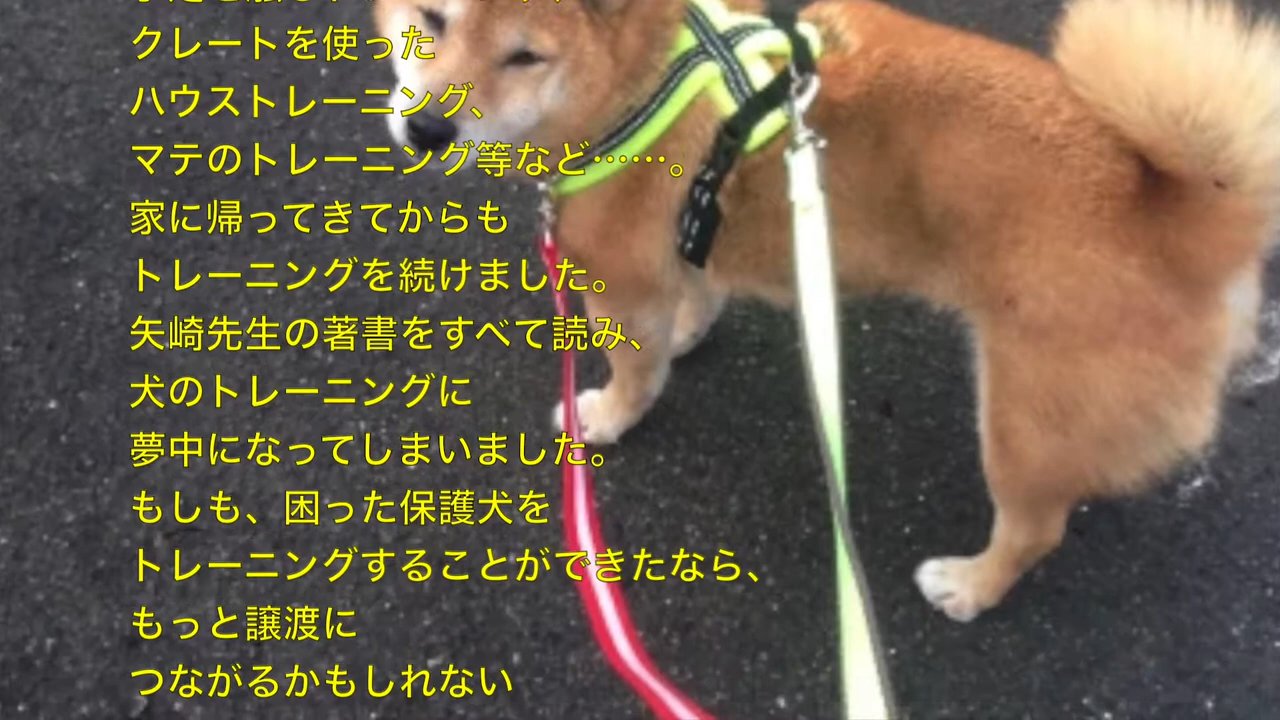 クレートを使った
ハウストレーニング、
マテのトレーニング等など……。
家に帰ってきてからも
トレーニングを続けました。
矢崎先生の著書をすべて読み、
犬のトレーニングに
夢中になってしまいました。
もしも、困った保護犬を
トレーニングすることができたなら、
もっと譲渡に
つながるかもしれない